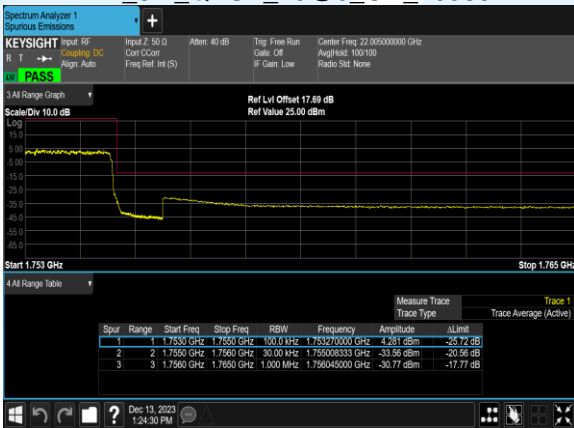 Spectrum Analyzer 1
Spurious Emissions
KEYSIGHT Input: RF Input Z: 50 Ω Atten: 40 dB Trig: Free Run Center Freq: 22.005000000 GHz
R T Coupling: DC Corr CCorr Gate: Off Avg|Hold: 100/100
Align: Auto Freq Ref: Int (S) IF Gain: Low Radio Std: None
PASS
3 All Range Graph
Ref Lvl Offset 17.69 dB
Scale/Div 10.0 dB Ref Value 25.00 dBm
Log
15.0
5.00
-5.00
-15.0
-25.0
-35.0
-45.0
-55.0
-65.0
Start 1.753 GHz Stop 1.765 GHz
4 All Range Table
Measure Trace Trace 1
Trace Type Trace Average (Active)
Spur Range Start Freq Stop Freq RBW Frequency Amplitude ΔLimit
1 1 1.7530 GHz 1.7550 GHz 100.0 kHz 1.753270000 GHz 4.281 dBm -25.72 dB
2 2 1.7550 GHz 1.7560 GHz 30.00 kHz 1.755008333 GHz -33.56 dBm -20.56 dB
3 3 1.7560 GHz 1.7650 GHz 1.000 MHz 1.756045000 GHz -30.77 dBm -17.77 dB
Dec 13, 2023
1:24:30 PM